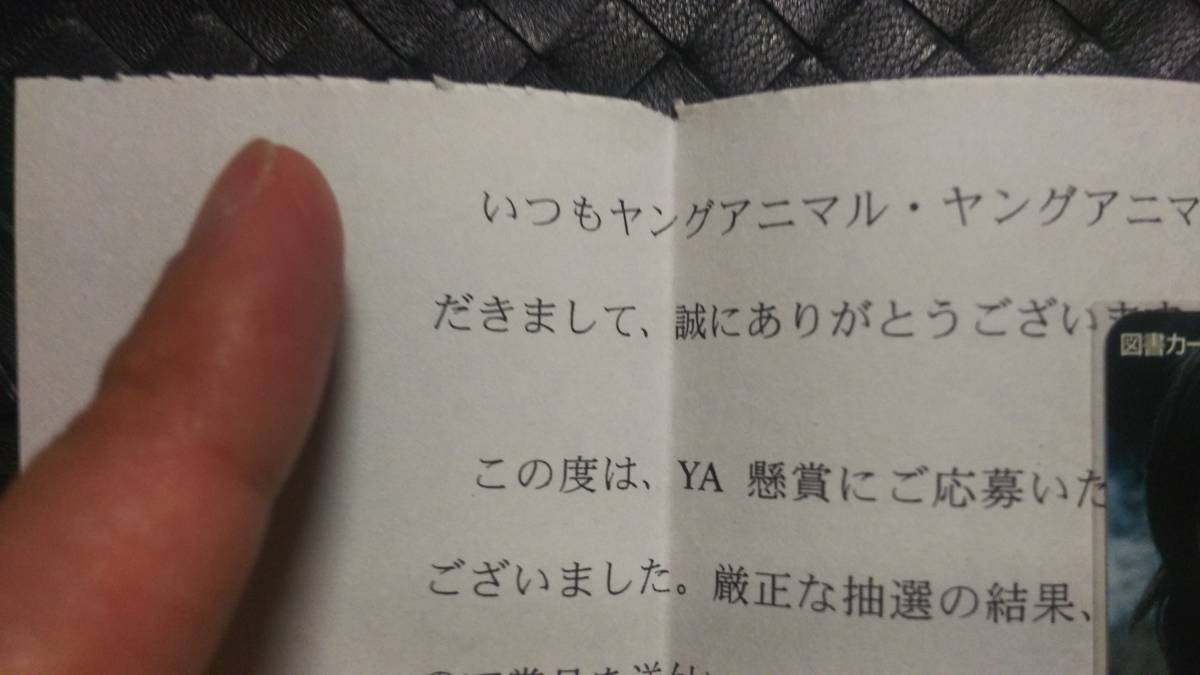 いつもヤングアニマル・ヤングアニマ
だきまして、誠にありがとうござい
図書カー
この度は、YA 懸賞にご応募いた
ございました。厳正な抽選の結果、